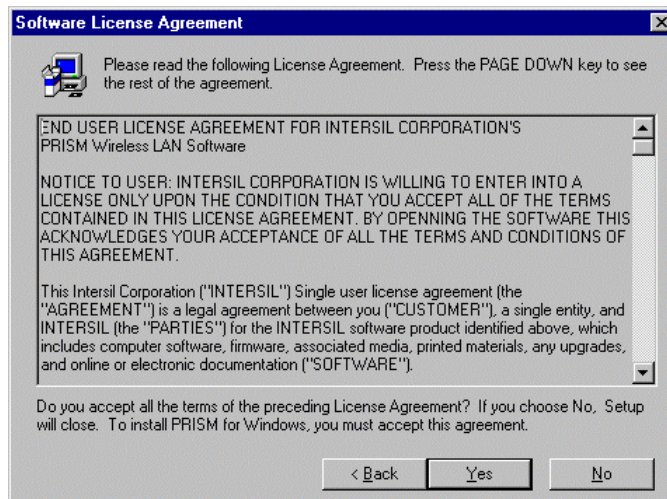 Software License Agreement
Please read the following License Agreement. Press the PAGE DOWN key to see
the rest of the agreement.
END USER LICENSE AGREEMENT FOR INTERSIL CORPORATION'S
PRISM Wireless LAN Software
NOTICE TO USER: INTERSIL CORPORATION IS WILLING TO ENTER INTO A
LICENSE ONLY UPON THE CONDITION THAT YOU ACCEPT ALL OF THE TERMS
CONTAINED IN THIS LICENSE AGREEMENT. BY OPENNING THE SOFTWARE THIS
ACKNOWLEDGES YOUR ACCEPTANCE OF ALL THE TERMS AND CONDITIONS OF
THIS AGREEMENT.
This Intersil Corporation ("INTERSIL") Single user license agreement (the
"AGREEMENT") is a legal agreement between you ("CUSTOMER"), a single entity, and
INTERSIL (the "PARTIES") for the INTERSIL software product identified above, which
includes computer software, firmware, associated media, printed materials, any upgrades,
and online or electronic documentation ("SOFTWARE").
Do you accept all the terms of the preceding License Agreement? If you choose No, Setup
will close. To install PRISM for Windows, you must accept this agreement.
< Back Yes No